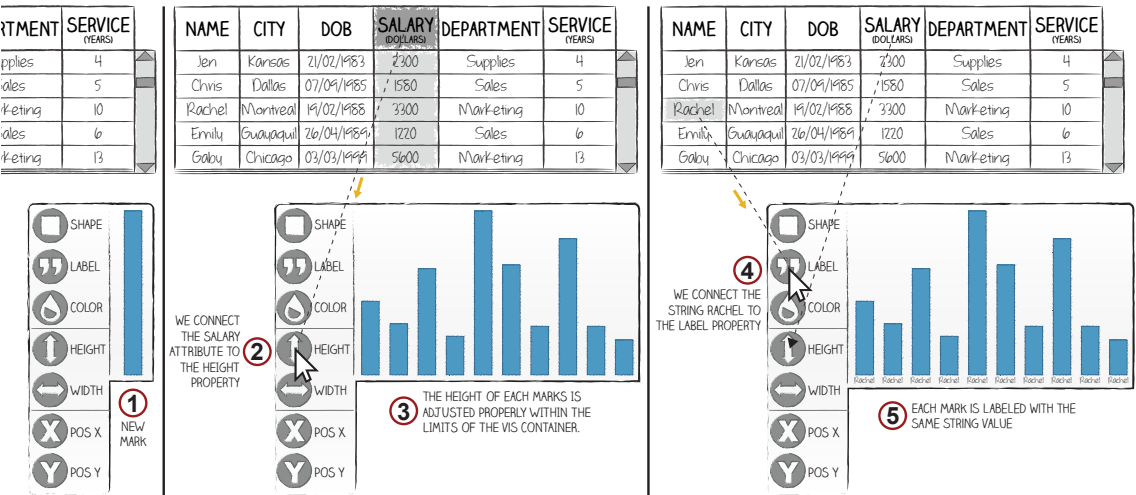 RTMENT SERVICE
(YEARS)
pplies 4
ales 5
rketing 10
ales 6
keting 13
SHAPE
LABEL
COLOR
HEIGHT
WIDTH
X POS X
Y POS Y
1
NEW
MARK
NAME CITY DOB SALARY DEPARTMENT SERVICE
(DOLLARS) (YEARS)
Jen Kansas 21/02/1983 2300 Supplies 4
Chris Dallas 07/09/1985 1580 Sales 5
Rachel Montreal 19/02/1988 3300 Marketing 10
Emily Guayaquil 26/04/1989 1220 Sales 6
Gaby Chicago 03/03/1999 5600 Marketing 13
SHAPE
LABEL
COLOR
HEIGHT
WIDTH
X POS X
Y POS Y
WE CONNECT
THE SALARY
ATTRIBUTE TO
THE HEIGHT
PROPERTY
2
3
THE HEIGHT OF EACH MARKS IS
ADJUSTED PROPERLY WITHIN THE
LIMITS OF THE VIS CONTAINER.
NAME CITY DOB SALARY DEPARTMENT SERVICE
(DOLLARS) (YEARS)
Jen Kansas 21/02/1983 2300 Supplies 4
Chris Dallas 07/09/1985 1580 Sales 5
Rachel Montreal 19/02/1988 3300 Marketing 10
Emily Guayaquil 26/04/1989 1220 Sales 6
Gaby Chicago 03/03/1999 5600 Marketing 13
SHAPE
LABEL
COLOR
HEIGHT
WIDTH
X POS X
Y POS Y
4
WE CONNECT THE
STRING RACHEL TO
THE LABEL PROPERTY
Rachel Rachel Rachel Rachel Rachel Rachel Rachel Rachel Rachel Rachel
5
EACH MARK IS LABELED WITH THE
SAME STRING VALUE